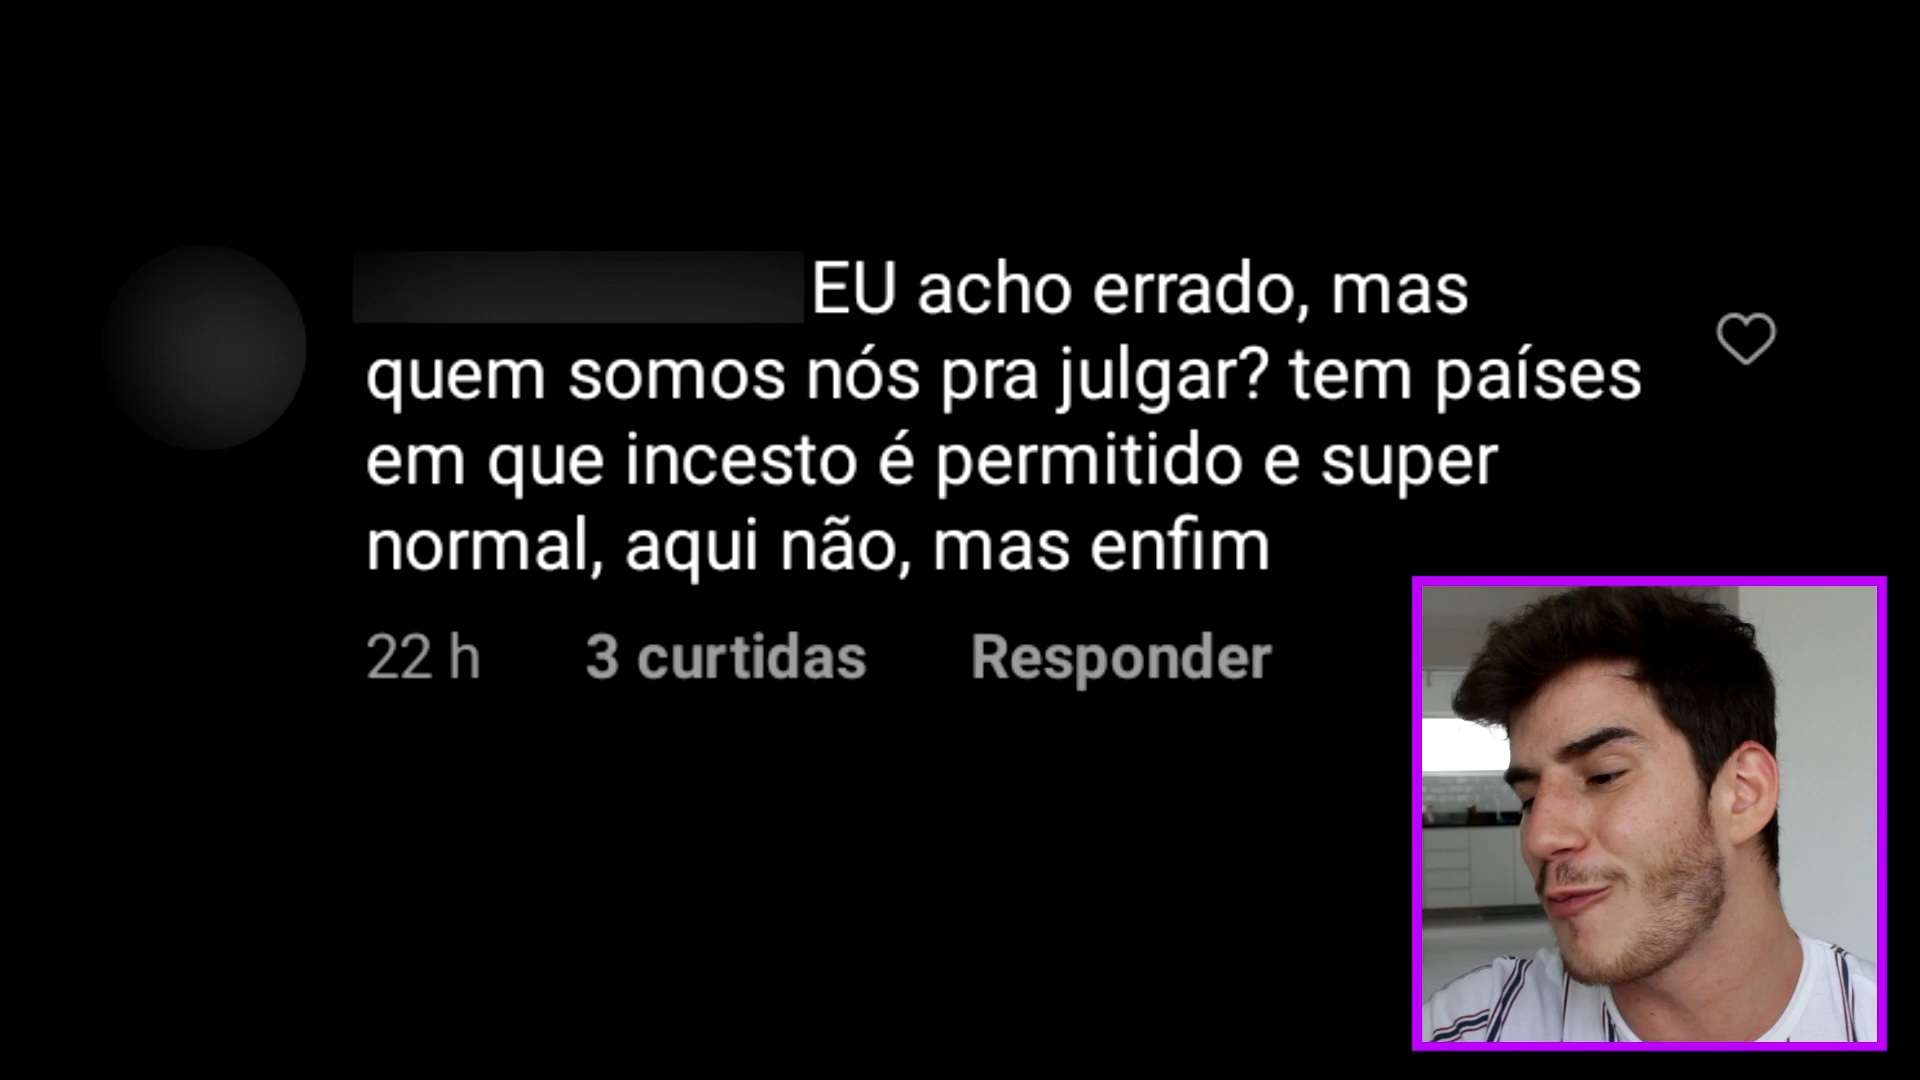 EU acho errado, mas
quem somos nós pra julgar? tem países
em que incesto é permitido e super
normal, aqui não, mas enfim
22 h 3 curtidas Responder